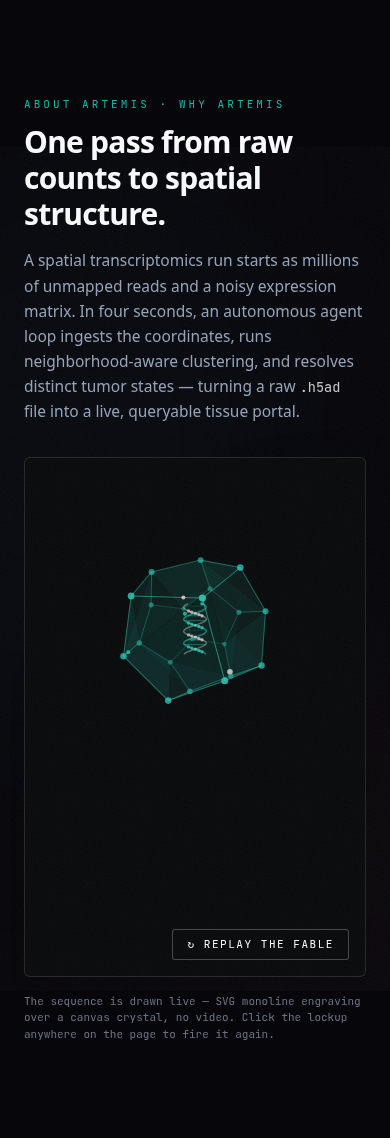 ABOUT ARTEMIS · WHY ARTEMIS
One pass from raw
counts to spatial
structure.
A spatial transcriptomics run starts as millions
of unmapped reads and a noisy expression
matrix. In four seconds, an autonomous agent
loop ingests the coordinates, runs
neighborhood-aware clustering, and resolves
distinct tumor states — turning a raw .h5ad
file into a live, queryable tissue portal.
↻ REPLAY THE FABLE
The sequence is drawn live — SVG monoline engraving
over a canvas crystal, no video. Click the lockup
anywhere on the page to fire it again.